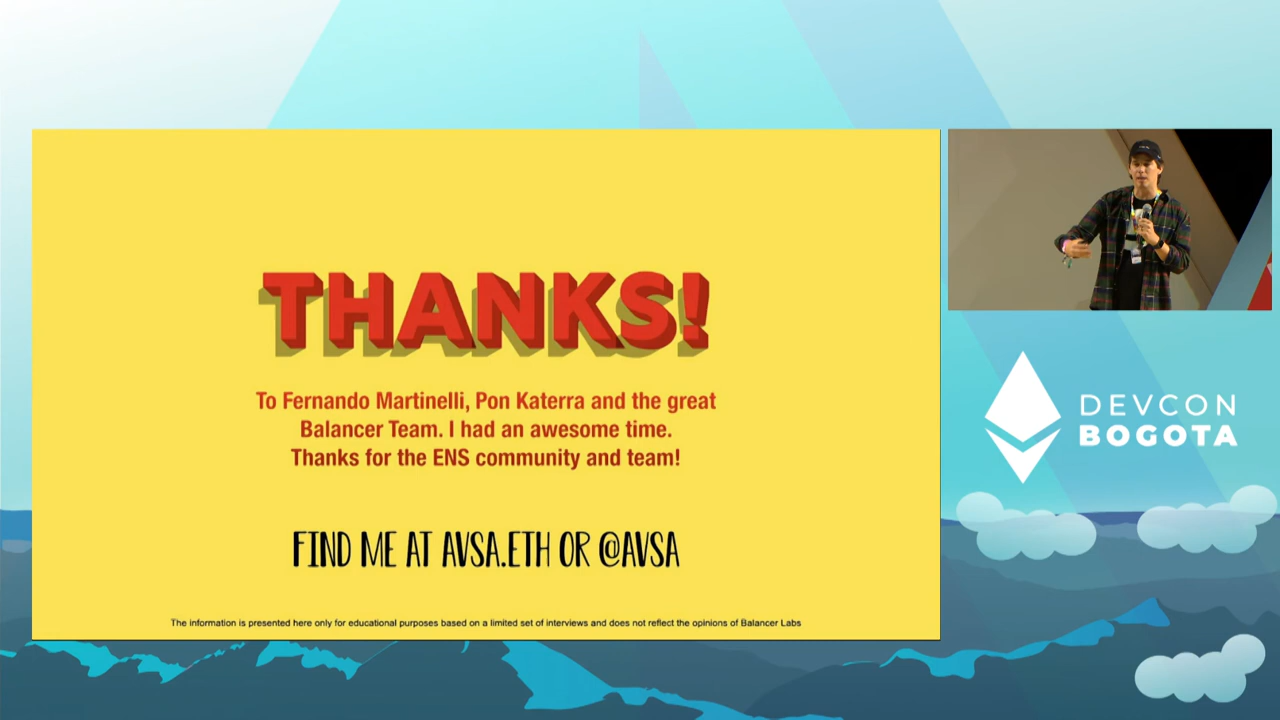 THANKS!
To Fernando Martinelli, Pon Katerra and the great
Balancer Team. I had an awesome time.
Thanks for the ENS community and team!
FIND ME AT AVSA.ETH OR @AVSA
The information is presented here only for educational purposes based on a limited set of interviews and does not reflect the opinions of Balancer Labs
DEVCON
BOGOTA